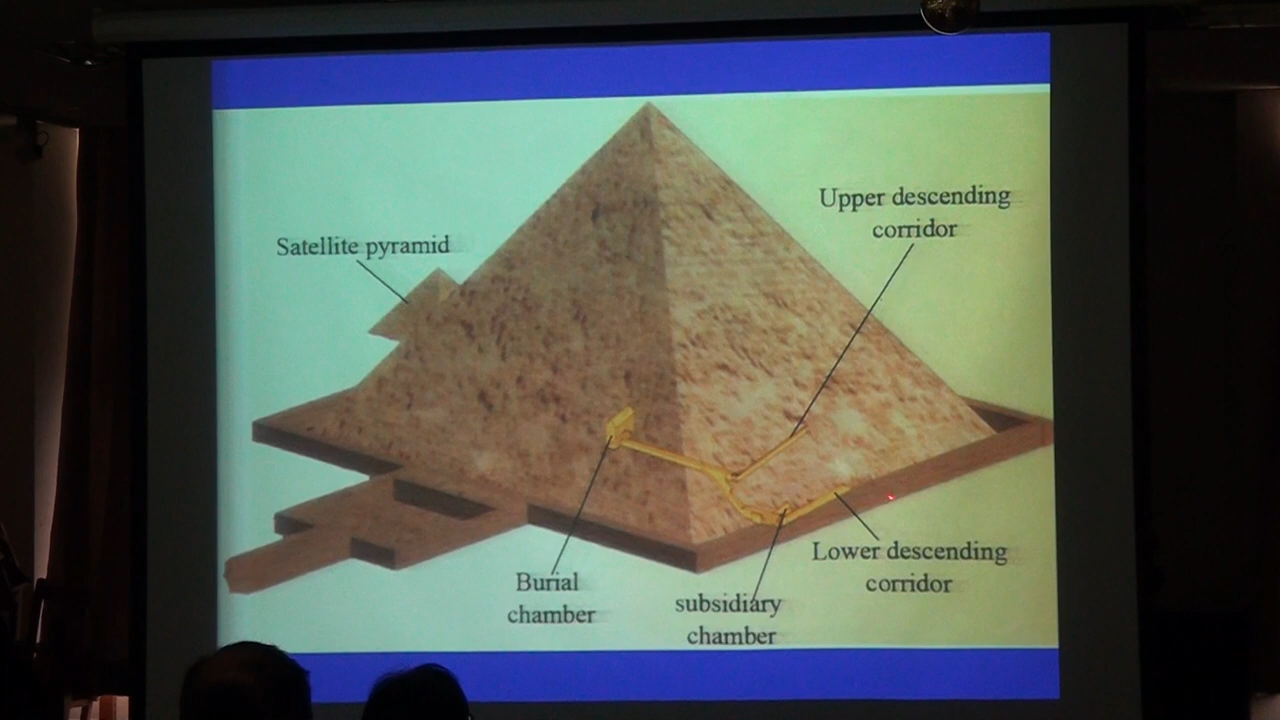 Upper descending
corridor
Satellite pyramid
Lower descending
corridor
Burial
chamber
subsidiary
chamber